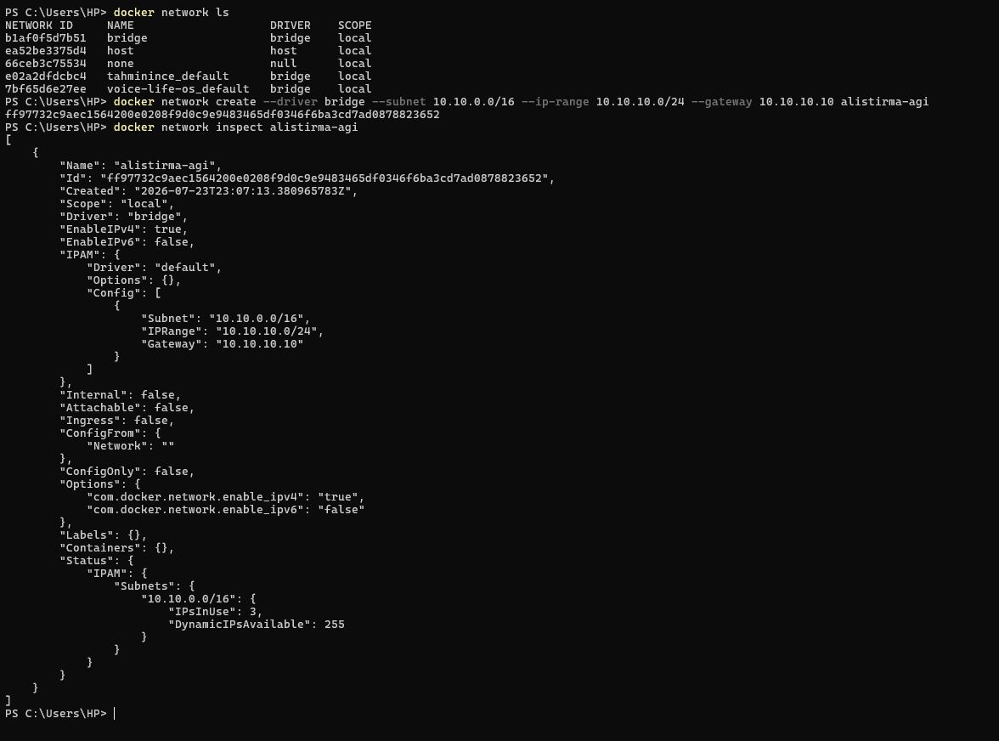 PS C:\Users\HP> docker network ls
NETWORK ID     NAME                    DRIVER    SCOPE
b1af0f5d7b51   bridge                  bridge    local
ea52be3375d4   host                    host      local
66ceb3c75534   none                    null      local
e02a2dfdcbc4   tahminince_default      bridge    local
7bf65d6e27ee   voice-life-os_default   bridge    local
PS C:\Users\HP> docker network create --driver bridge --subnet 10.10.0.0/16 --ip-range 10.10.10.0/24 --gateway 10.10.10.10 alistirma-agi
ff97732c9aec1564200e0208f9d0c9e9483465df0346f6ba3cd7ad0878823652
PS C:\Users\HP> docker network inspect alistirma-agi
[
    {
        "Name": "alistirma-agi",
        "Id": "ff97732c9aec1564200e0208f9d0c9e9483465df0346f6ba3cd7ad0878823652",
        "Created": "2026-07-23T23:07:13.380965783Z",
        "Scope": "local",
        "Driver": "bridge",
        "EnableIPv4": true,
        "EnableIPv6": false,
        "IPAM": {
            "Driver": "default",
            "Options": {},
            "Config": [
                {
                    "Subnet": "10.10.0.0/16",
                    "IPRange": "10.10.10.0/24",
                    "Gateway": "10.10.10.10"
                }
            ]
        },
        "Internal": false,
        "Attachable": false,
        "Ingress": false,
        "ConfigFrom": {
            "Network": ""
        },
        "ConfigOnly": false,
        "Options": {
            "com.docker.network.enable_ipv4": "true",
            "com.docker.network.enable_ipv6": "false"
        },
        "Labels": {},
        "Containers": {},
        "Status": {
            "IPAM": {
                "Subnets": {
                    "10.10.0.0/16": {
                        "IPsInUse": 3,
                        "DynamicIPsAvailable": 255
                    }
                }
            }
        }
    }
]
PS C:\Users\HP>